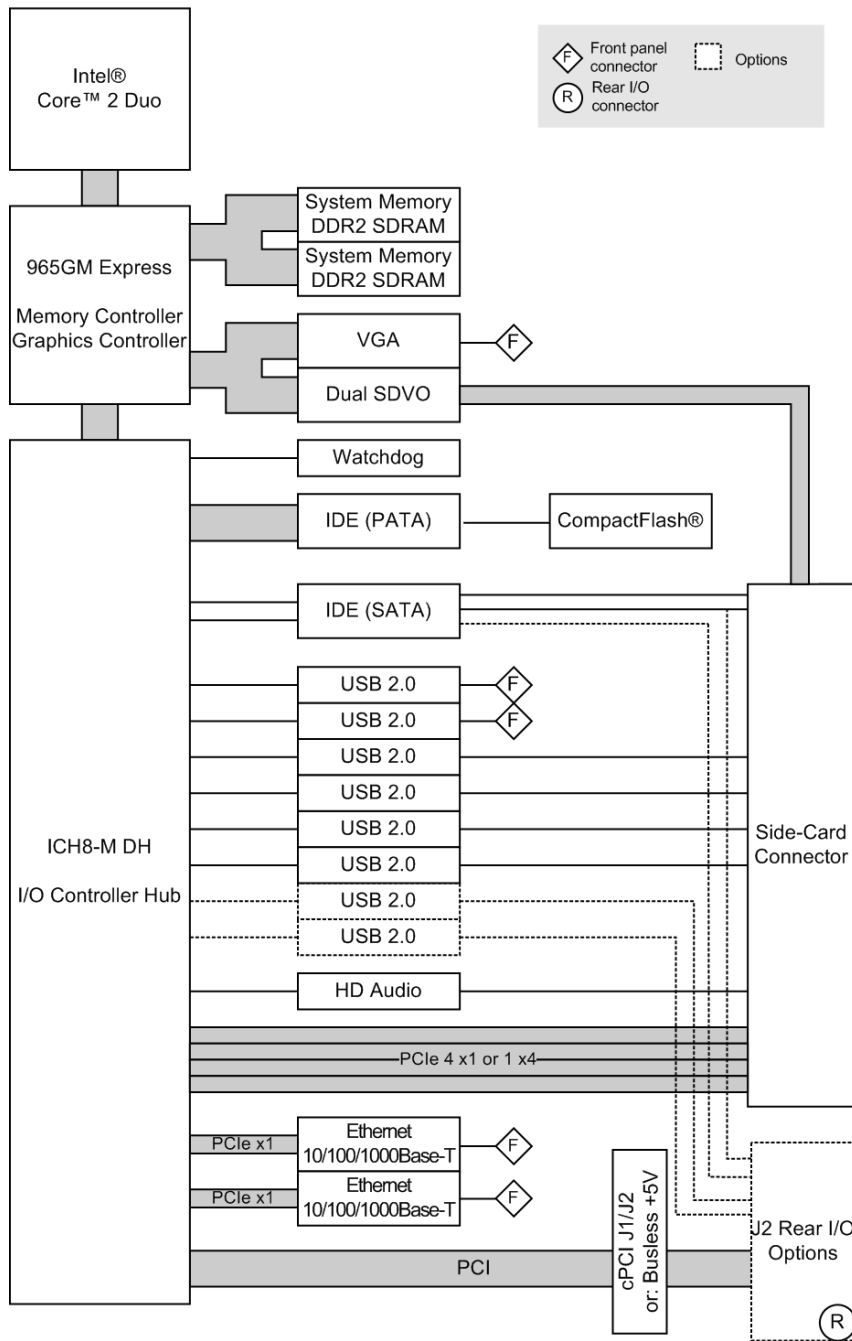 Intel®
Core™ 2 Duo
F
Front panel
connector
Options
R
Rear I/O
connector
965GM Express
Memory Controller
Graphics Controller
System Memory
DDR2 SDRAM
System Memory
DDR2 SDRAM
VGA
F
Dual SDVO
Watchdog
IDE (PATA)
CompactFlash®
IDE (SATA)
USB 2.0
F
USB 2.0
F
USB 2.0
USB 2.0
USB 2.0
USB 2.0
USB 2.0
USB 2.0
ICH8-M DH
I/O Controller Hub
Side-Card
Connector
HD Audio
PCIe 4 x1 or 1 x4
PCIe x1
Ethernet
10/100/1000Base-T
F
PCIe x1
Ethernet
10/100/1000Base-T
F
PCI
cPCI J1/J2
or: Busless +5V
J2 Rear I/O
Options
R